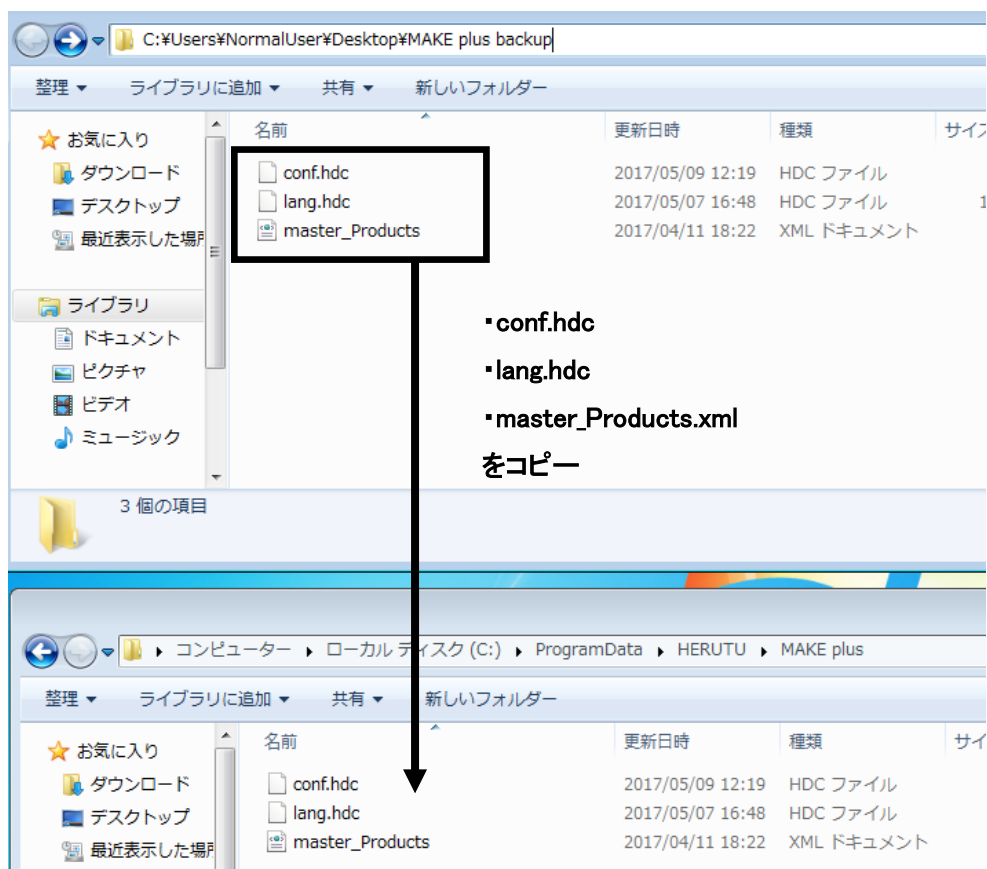 C:¥Users¥NormalUser¥Desktop¥MAKE plus backup
整理 ライブラリに追加 共有 新しいフォルダー
お気に入り
ダウンロード
デスクトップ
最近表示した場所
ライブラリ
ドキュメント
ピクチャ
ビデオ
ミュージック
名前 更新日時 種類 サイズ
conf.hdc 2017/05/09 12:19 HDC ファイル
lang.hdc 2017/05/07 16:48 HDC ファイル 1
master_Products 2017/04/11 18:22 XML ドキュメント
・conf.hdc
・lang.hdc
・master_Products.xml
をコピー
3 個の項目
コンピューター ローカル ディスク (C:) ProgramData HERUTU MAKE plus
整理 ライブラリに追加 共有 新しいフォルダー
お気に入り
ダウンロード
デスクトップ
最近表示した場所
名前 更新日時 種類 サイ
conf.hdc 2017/05/09 12:19 HDC ファイル
lang.hdc 2017/05/07 16:48 HDC ファイル
master_Products 2017/04/11 18:22 XML ドキュメント